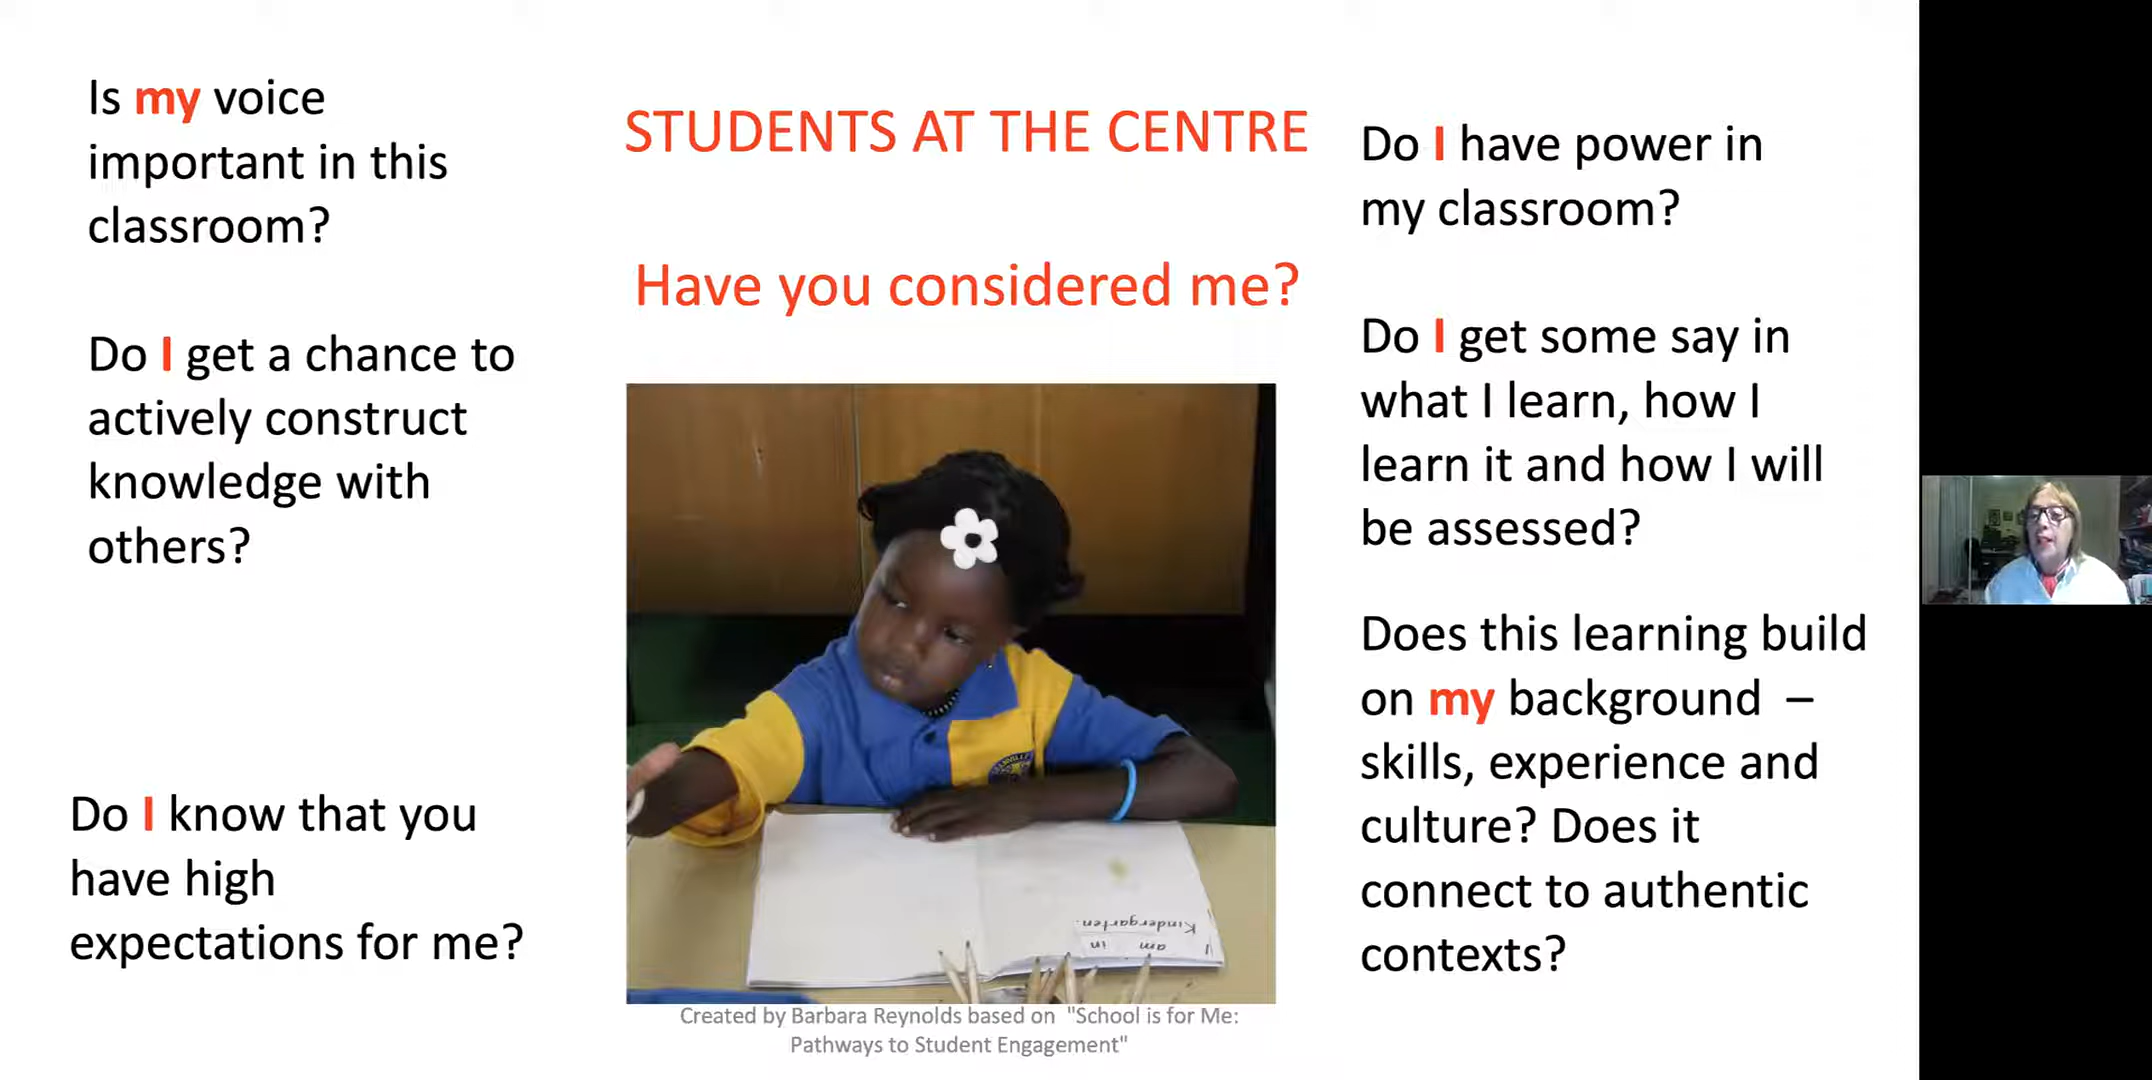 Is my voice
important in this
classroom?
Do I get a chance to
actively construct
knowledge with
others?
Do I know that you
have high
expectations for me?
STUDENTS AT THE CENTRE
Have you considered me?
I am in
Kindergarten.
Created by Barbara Reynolds based on "School is for Me:
Pathways to Student Engagement"
Do I have power in
my classroom?
Do I get some say in
what I learn, how I
learn it and how I will
be assessed?
Does this learning build
on my background –
skills, experience and
culture? Does it
connect to authentic
contexts?